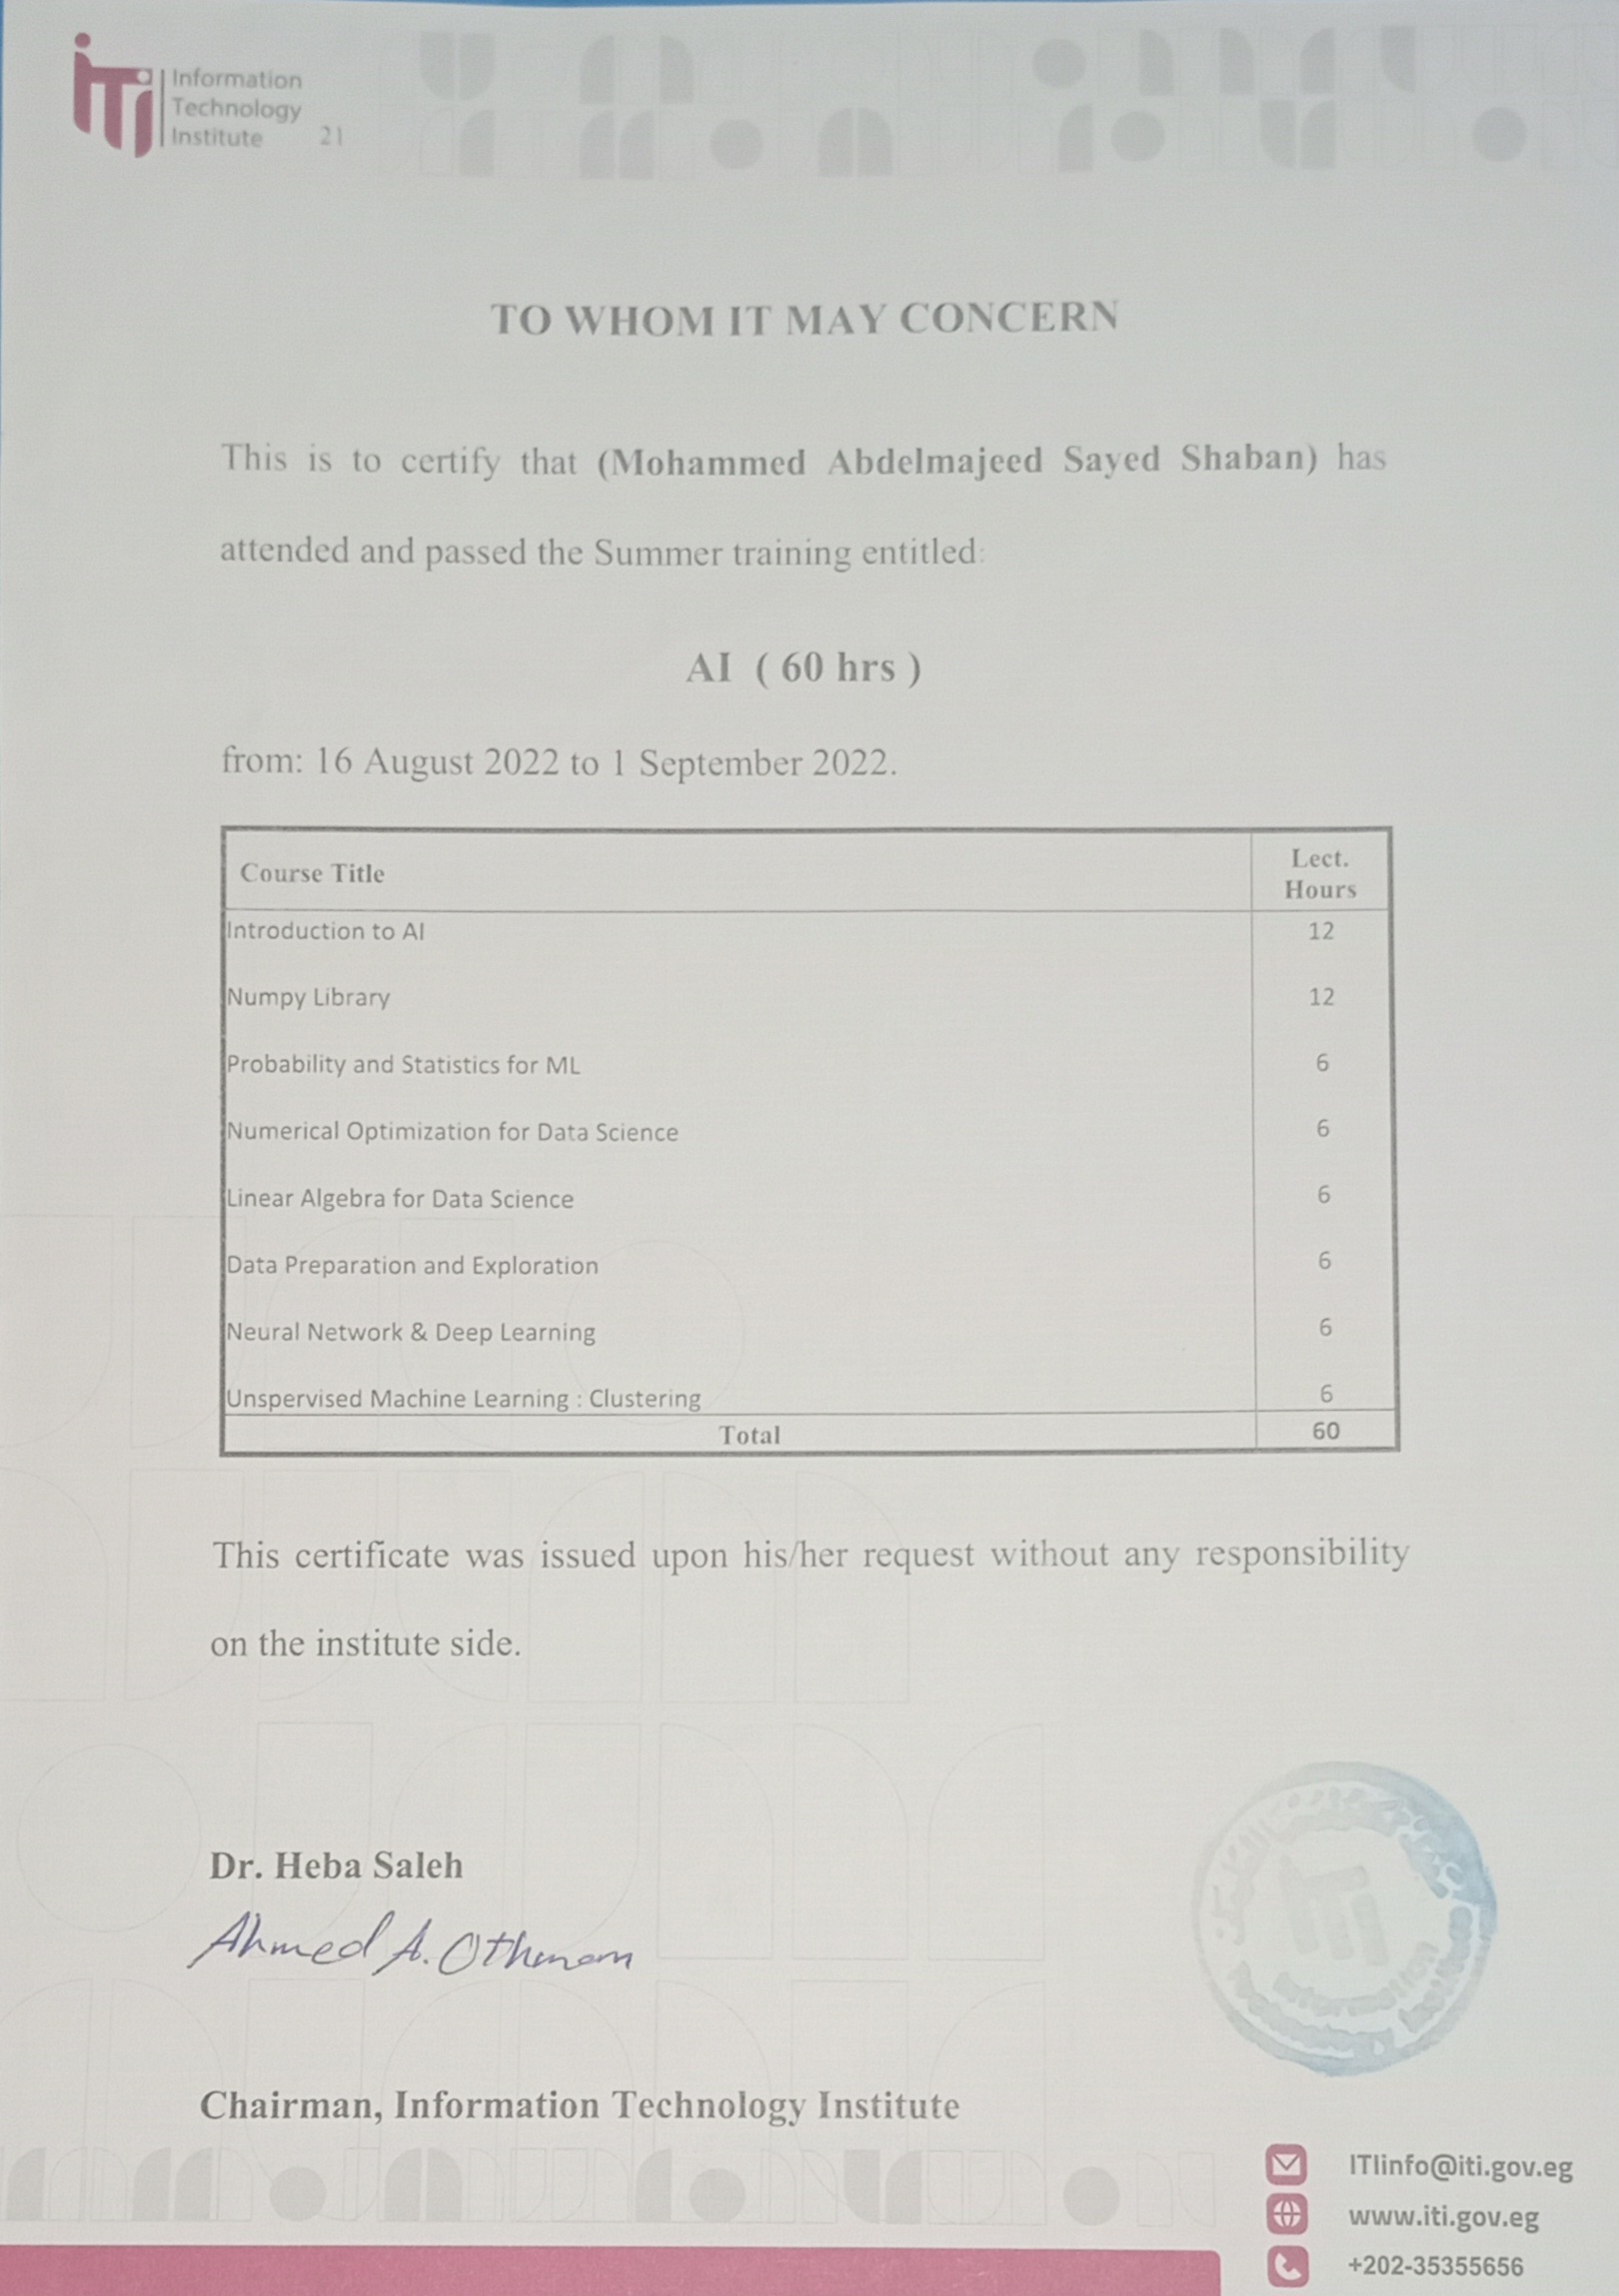 iTi Information
Technology
Institute 21
TO WHOM IT MAY CONCERN
This is to certify that (Mohammed Abdelmajeed Sayed Shaban) has
attended and passed the Summer training entitled:
AI ( 60 hrs )
from: 16 August 2022 to 1 September 2022.
Course Title Lect. Hours
Introduction to AI 12
Numpy Library 12
Probability and Statistics for ML 6
Numerical Optimization for Data Science 6
Linear Algebra for Data Science 6
Data Preparation and Exploration 6
Neural Network & Deep Learning 6
Unspervised Machine Learning : Clustering 6
Total 60
This certificate was issued upon his/her request without any responsibility
on the institute side.
Dr. Heba Saleh
Ahmed A. Othman
iTi
Information
Technology Institute
Chairman, Information Technology Institute
ITIinfo@iti.gov.eg
www.iti.gov.eg
+202-35355656